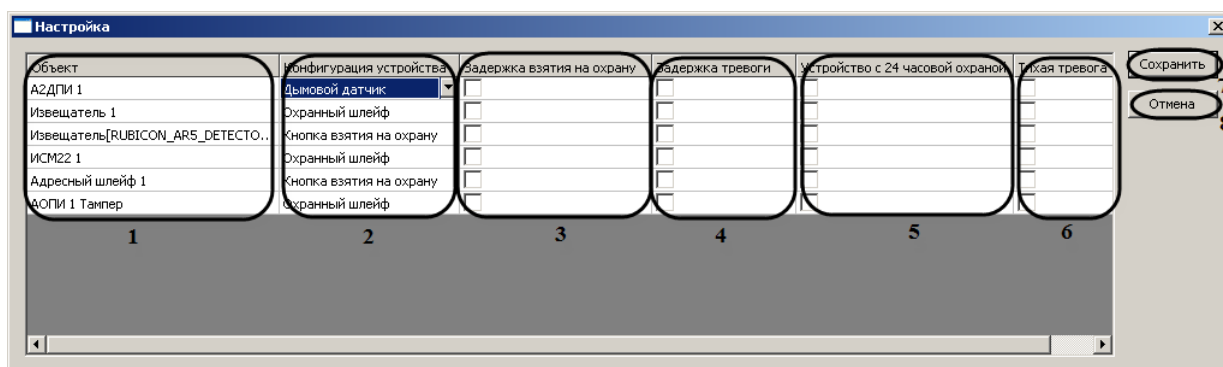 Настройка
Объект Конфигурация устройства Задержка взятия на охрану Задержка тревоги Устройство с 24 часовой охраной Тихая тревога Сохранить
А2ДПИ 1 Дымовой датчик Отмена
Извещатель 1 Охранный шлейф
Извещатель[RUBICON_AR5_DETECTO... Кнопка взятия на охрану
ИСМ22 1 Охранный шлейф
Адресный шлейф 1 Кнопка взятия на охрану
АОПИ 1 Тампер Охранный шлейф
1 2 3 4 5 6